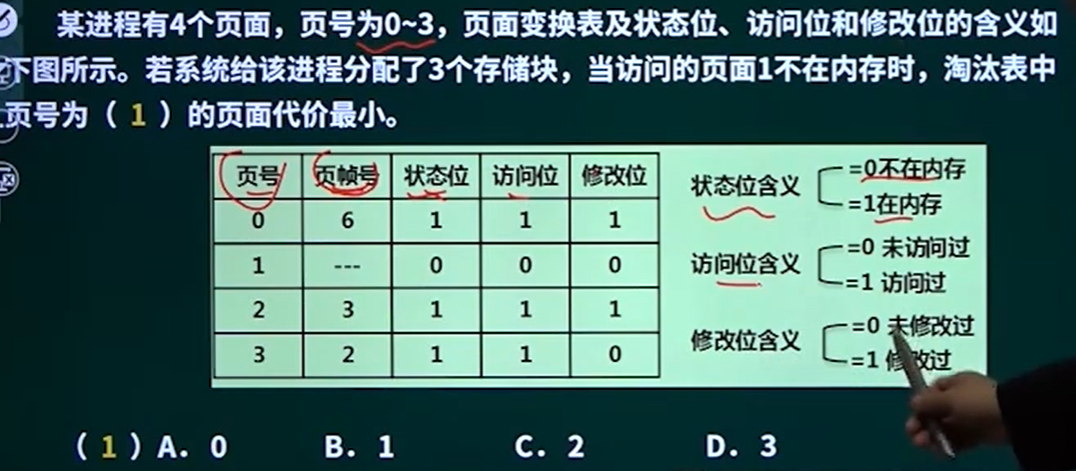 某进程有4个页面，页号为0~3，页面变换表及状态位、访问位和修改位的含义如
下图所示。若系统给该进程分配了3个存储块，当访问的页面1不在内存时，淘汰表中
页号为（ 1 ）的页面代价最小。
页号 页帧号 状态位 访问位 修改位
0 6 1 1 1
1 --- 0 0 0
2 3 1 1 1
3 2 1 1 0
状态位含义 =0不在内存
=1在内存
访问位含义 =0 未访问过
=1 访问过
修改位含义 =0 未修改过
=1 修改过
（ 1 ）A. 0 B. 1 C. 2 D. 3